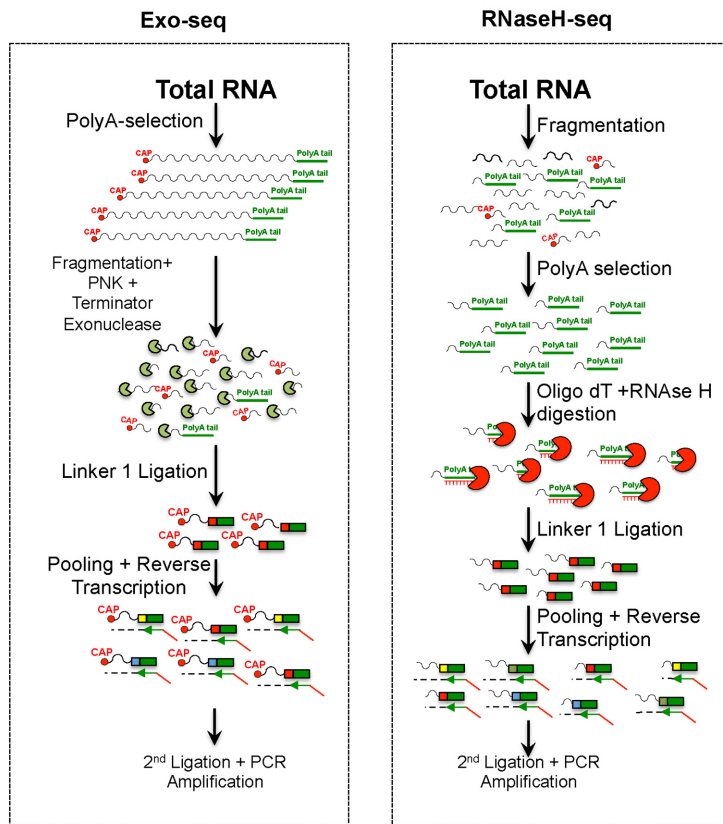 Exo-seq
Total RNA
PolyA-selection
CAP
PolyA tail
CAP
PolyA tail
CAP
PolyA tail
CAP
PolyA tail
CAP
PolyA tail
Fragmentation+
PNK +
Terminator
Exonuclease
CAP
CAP
CAP
PolyA tail
CAP
CAP
PolyA tail
Linker 1 Ligation
CAP
CAP
CAP
CAP
Pooling + Reverse
Transcription
CAP
CAP
CAP
CAP
CAP
CAP
2nd Ligation + PCR
Amplification
RNaseH-seq
Total RNA
Fragmentation
CAP
PolyA tail
PolyA tail
PolyA tail
CAP
PolyA tail
PolyA tail
CAP
PolyA selection
PolyA tail
PolyA tail
PolyA tail
PolyA tail
PolyA tail
PolyA tail
PolyA tail
PolyA tail
PolyA tail
PolyA tail
Oligo dT +RNAse H
digestion
PolyA t
PolyA t
PolyA t
Linker 1 Ligation
Pooling + Reverse
Transcription
2nd Ligation + PCR
Amplification